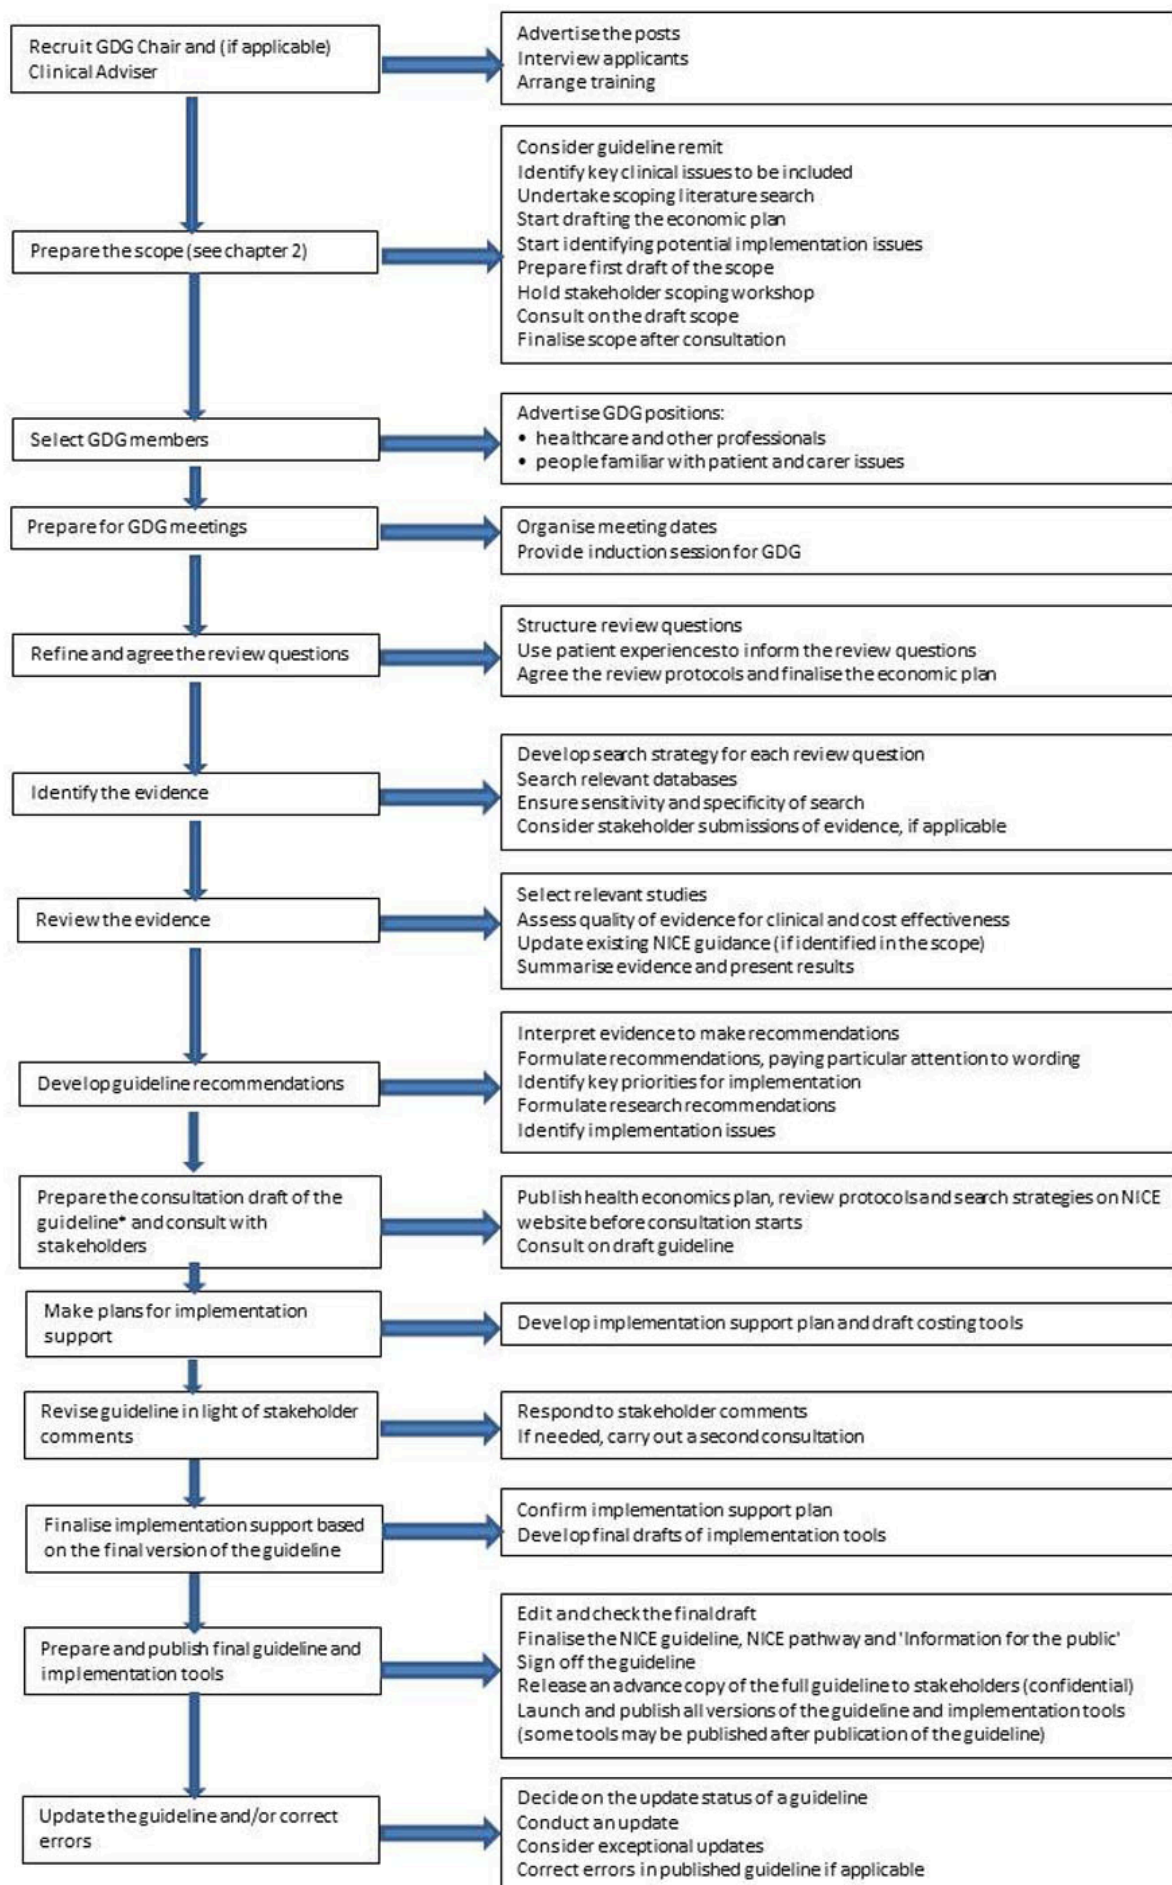 Recruit GDG Chair and (if applicable)
Clinical Adviser
Advertise the posts
Interview applicants
Arrange training
Prepare the scope (see chapter 2)
Consider guideline remit
Identify key clinical issues to be included
Undertake scoping literature search
Start drafting the economic plan
Start identifying potential implementation issues
Prepare first draft of the scope
Hold stakeholder scoping workshop
Consult on the draft scope
Finalise scope after consultation
Select GDG members
Advertise GDG positions:
• healthcare and other professionals
• people familiar with patient and carer issues
Prepare for GDG meetings
Organise meeting dates
Provide induction session for GDG
Refine and agree the review questions
Structure review questions
Use patient experiences to inform the review questions
Agree the review protocols and finalise the economic plan
Identify the evidence
Develop search strategy for each review question
Search relevant databases
Ensure sensitivity and specificity of search
Consider stakeholder submissions of evidence, if applicable
Review the evidence
Select relevant studies
Assess quality of evidence for clinical and cost effectiveness
Update existing NICE guidance (if identified in the scope)
Summarise evidence and present results
Develop guideline recommendations
Interpret evidence to make recommendations
Formulate recommendations, paying particular attention to wording
Identify key priorities for implementation
Formulate research recommendations
Identify implementation issues
Prepare the consultation draft of the
guideline* and consult with
stakeholders
Publish health economics plan, review protocols and search strategies on NICE
website before consultation starts
Consult on draft guideline
Make plans for implementation
support
Develop implementation support plan and draft costing tools
Revise guideline in light of stakeholder
comments
Respond to stakeholder comments
If needed, carry out a second consultation
Finalise implementation support based
on the final version of the guideline
Confirm implementation support plan
Develop final drafts of implementation tools
Prepare and publish final guideline and
implementation tools
Edit and check the final draft
Finalise the NICE guideline, NICE pathway and 'Information for the public'
Sign off the guideline
Release an advance copy of the full guideline to stakeholders (confidential)
Launch and publish all versions of the guideline and implementation tools
(some tools may be published after publication of the guideline)
Update the guideline and/or correct
errors
Decide on the update status of a guideline
Conduct an update
Consider exceptional updates
Correct errors in published guideline if applicable